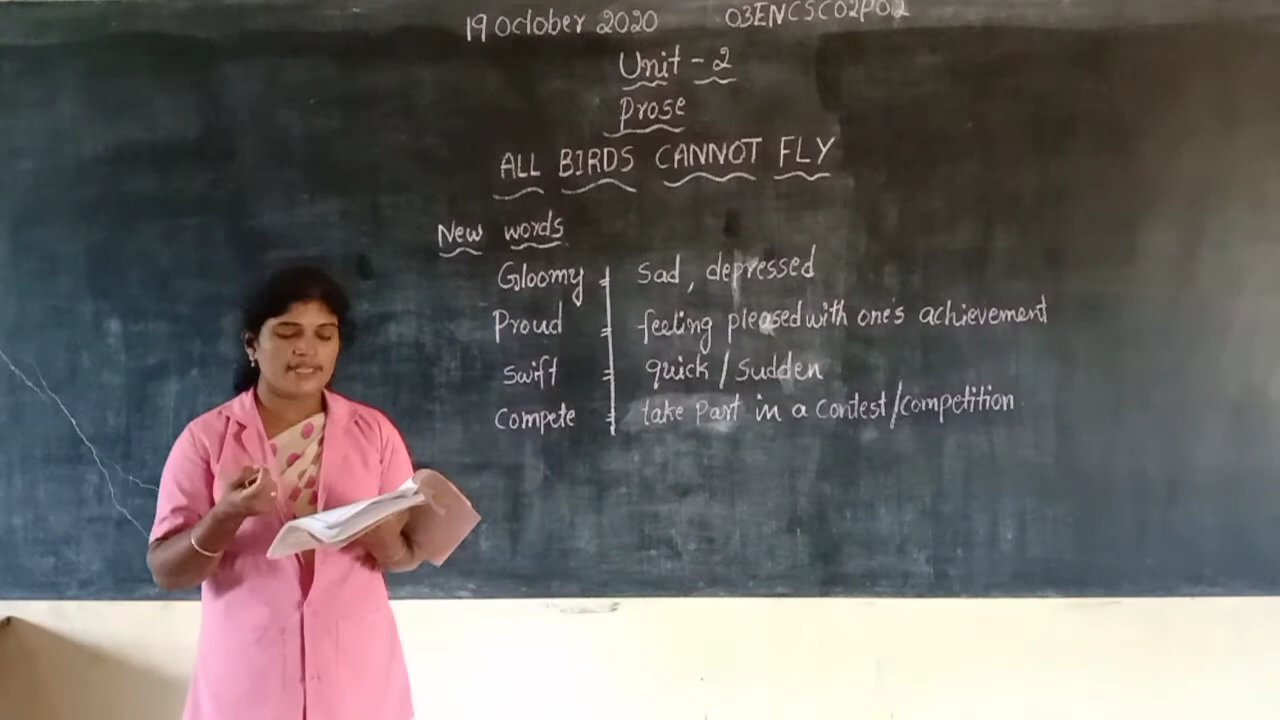 19 October 2020 03ENCSC02P02
Unit - 2
Prose
ALL BIRDS CANNOT FLY
New words
Gloomy = Sad, depressed
Proud = feeling pleased with one's achievement
Swift = quick / Sudden
Compete = take Part in a Contest/competition